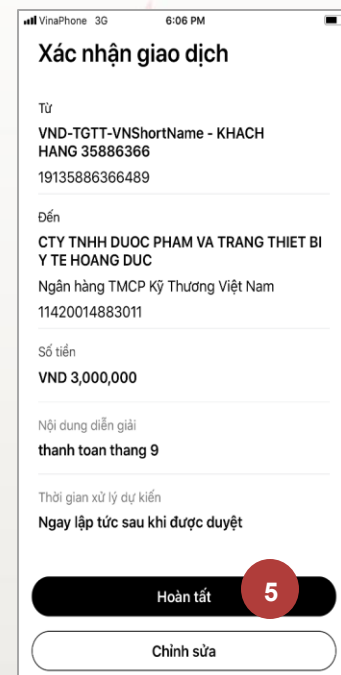 VinaPhone 3G 6:06 PM
Xác nhận giao dịch
Từ
VND-TGTT-VNShortName - KHACH
HANG 35886366
19135886366489
Đến
CTY TNHH DUOC PHAM VA TRANG THIET BI
Y TE HOANG DUC
Ngân hàng TMCP Kỹ Thương Việt Nam
11420014883011
Số tiền
VND 3,000,000
Nội dung diễn giải
thanh toan thang 9
Thời gian xử lý dự kiến
Ngay lập tức sau khi được duyệt
Hoàn tất
5
Chỉnh sửa